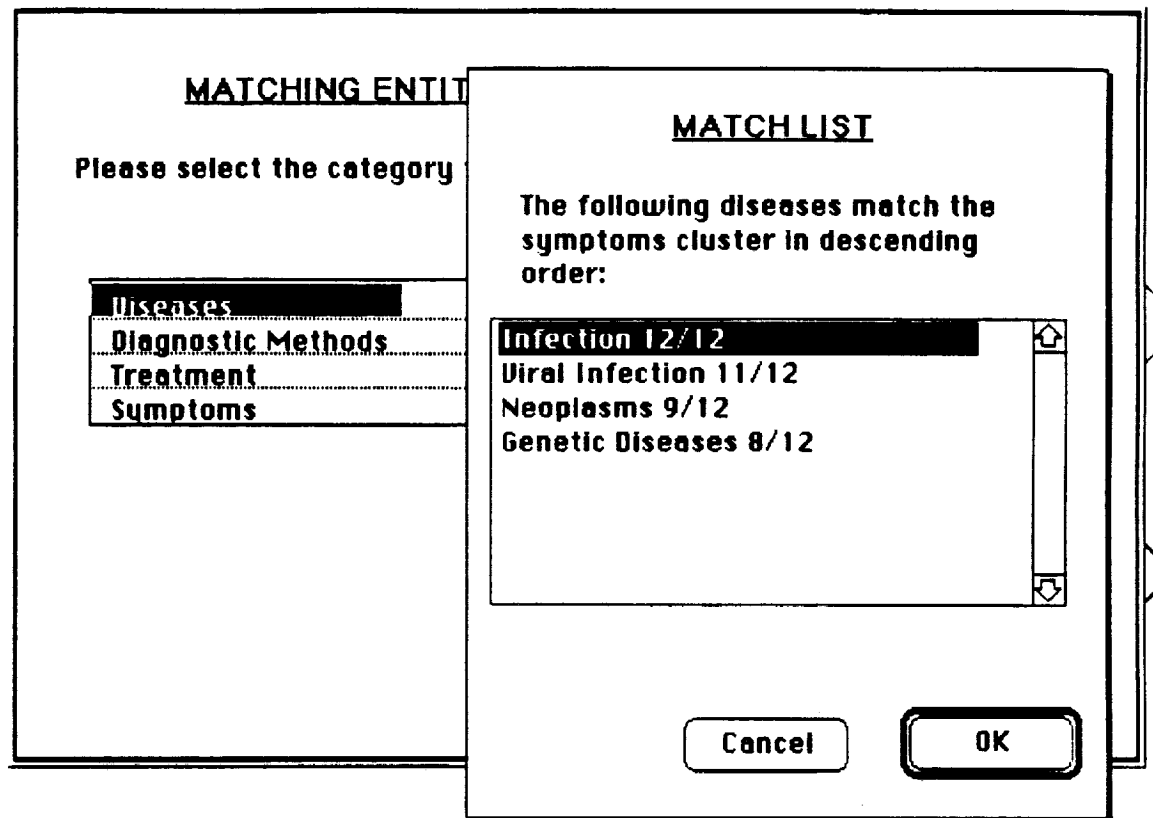 MATCHING ENTIT
Please select the category
Diseases
Diagnostic Methods
Treatment
Symptoms
MATCH LIST
The following diseases match the
symptoms cluster in descending
order:
Infection 12/12
Viral Infection 11/12
Neoplasms 9/12
Genetic Diseases 8/12
Cancel
OK